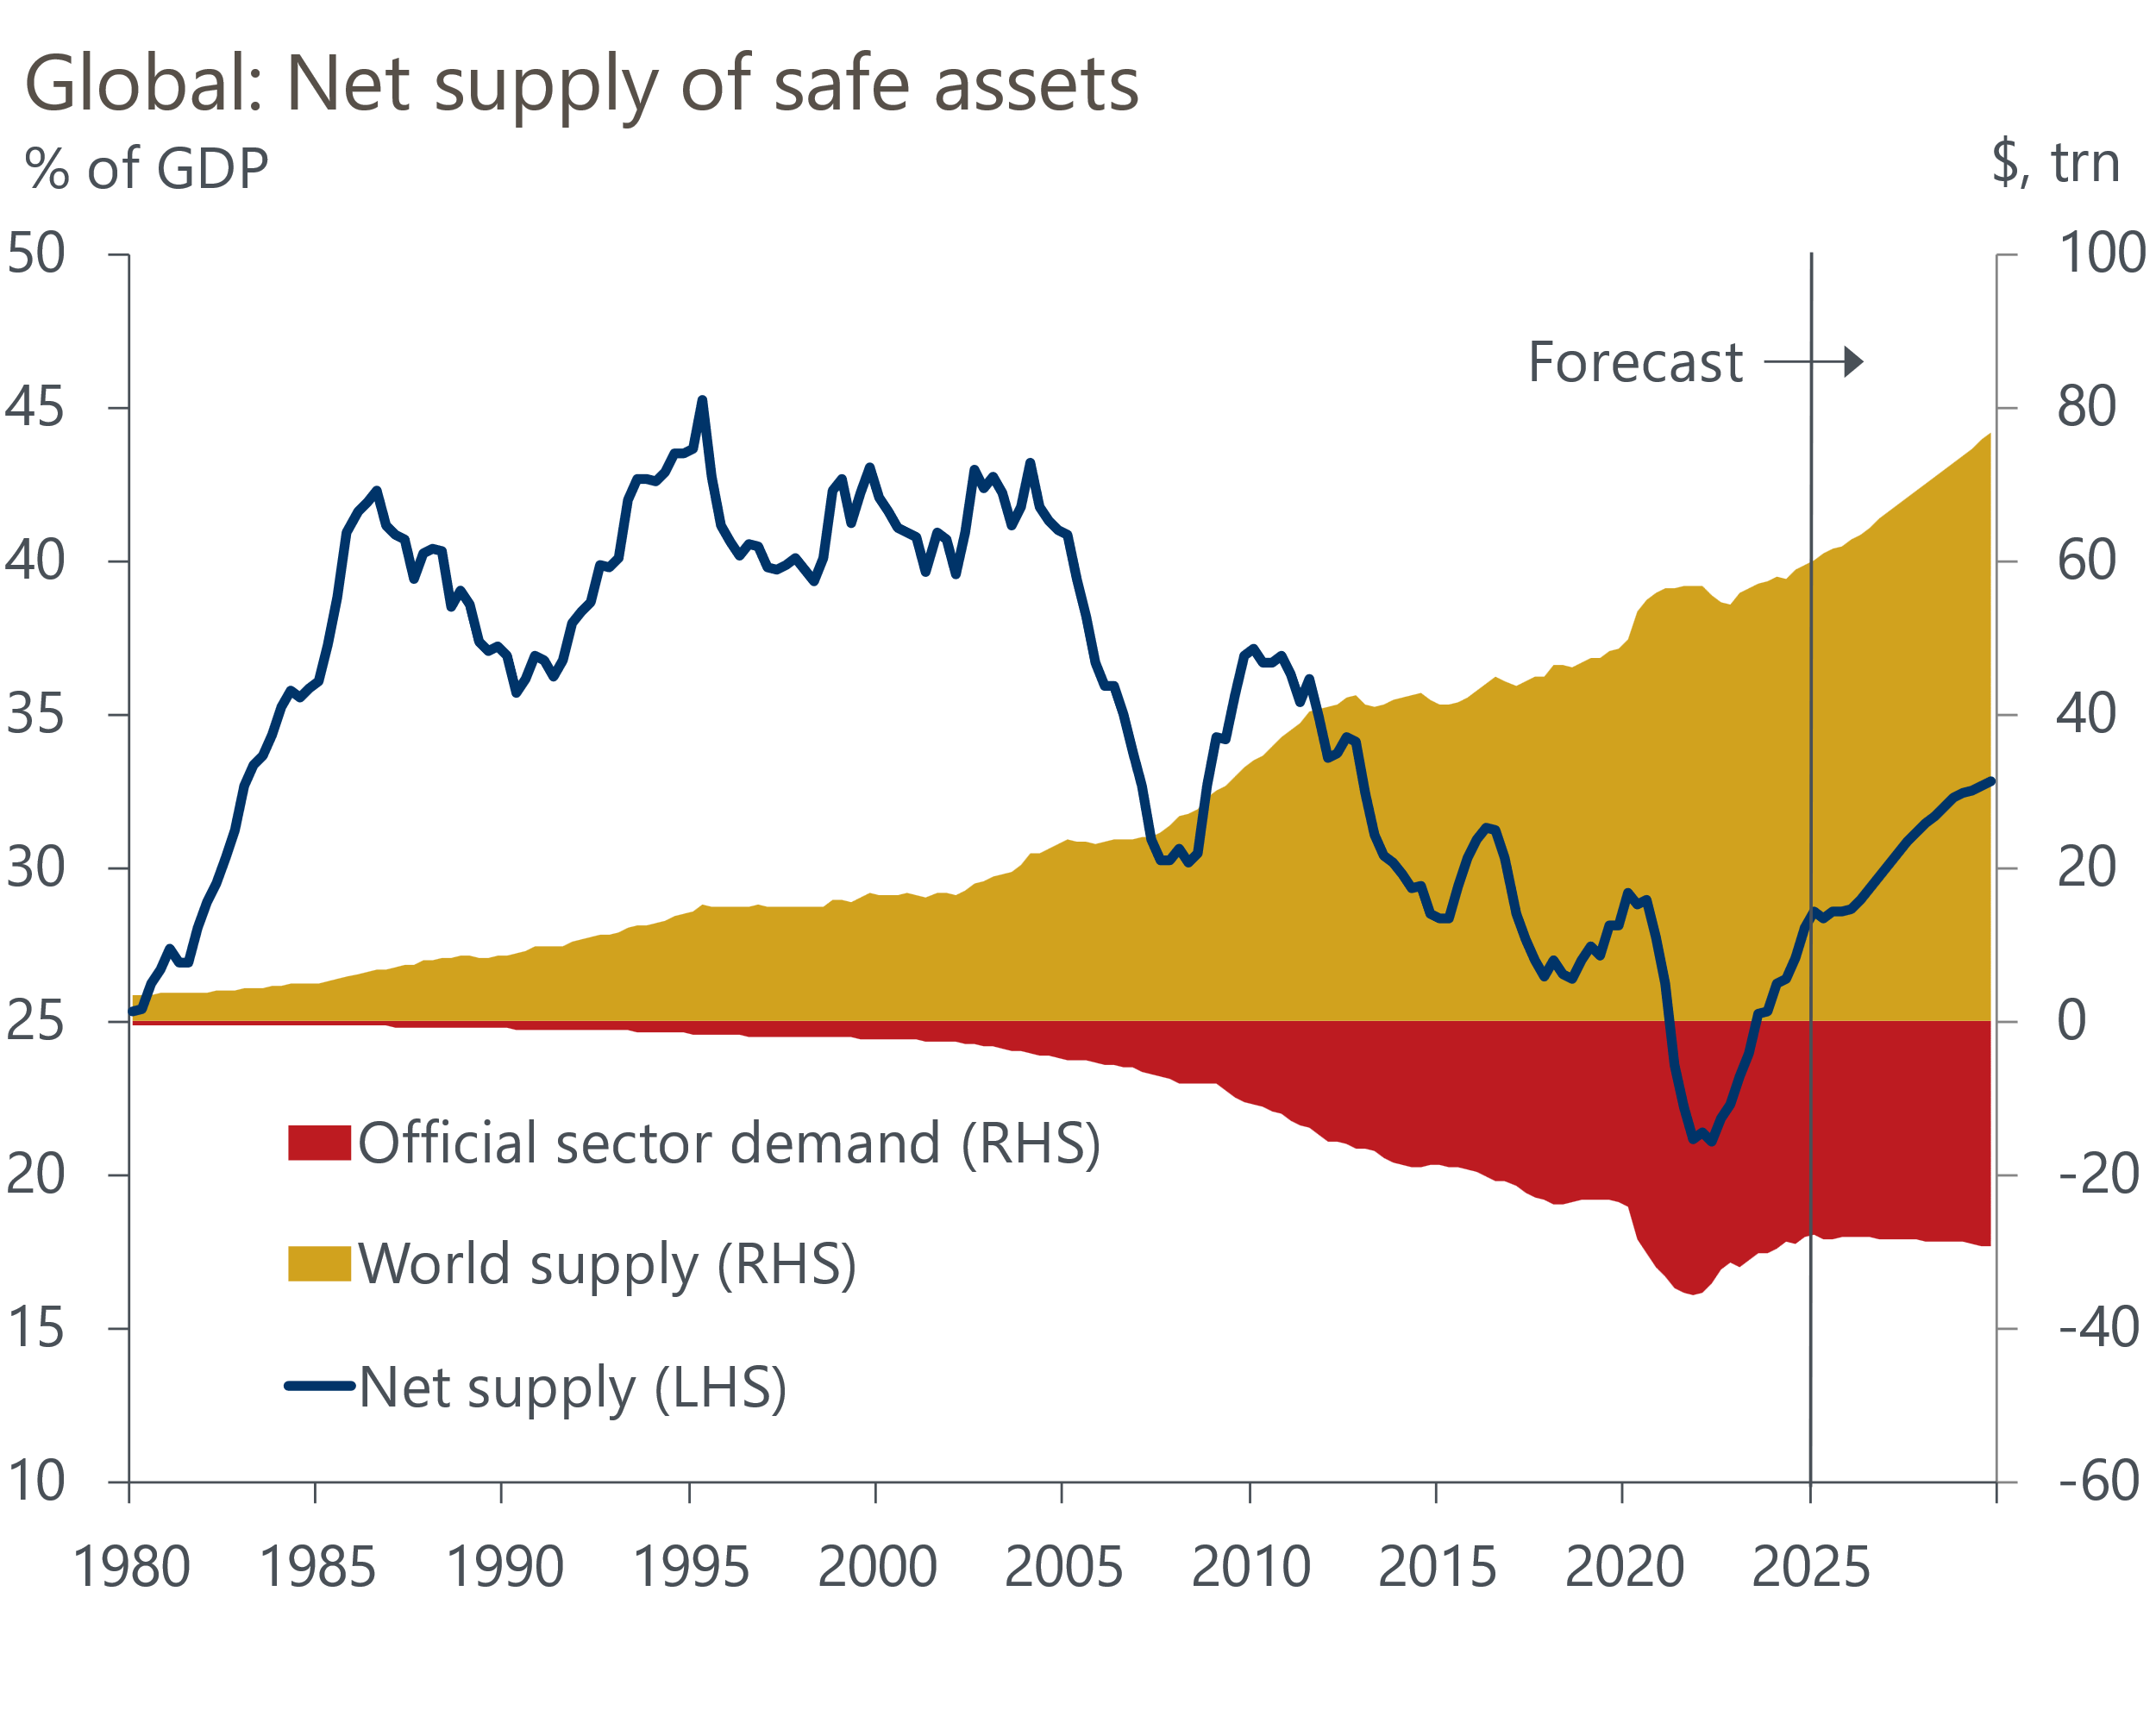 Global: Net supply of safe assets
% of GDP
$, trn
50
100
Forecast
45
80
40
60
35
40
30
20
25
0
Official sector demand (RHS)
20
-20
World supply (RHS)
15
-40
Net supply (LHS)
10
-60
1980 1985 1990 1995 2000 2005 2010 2015 2020 2025